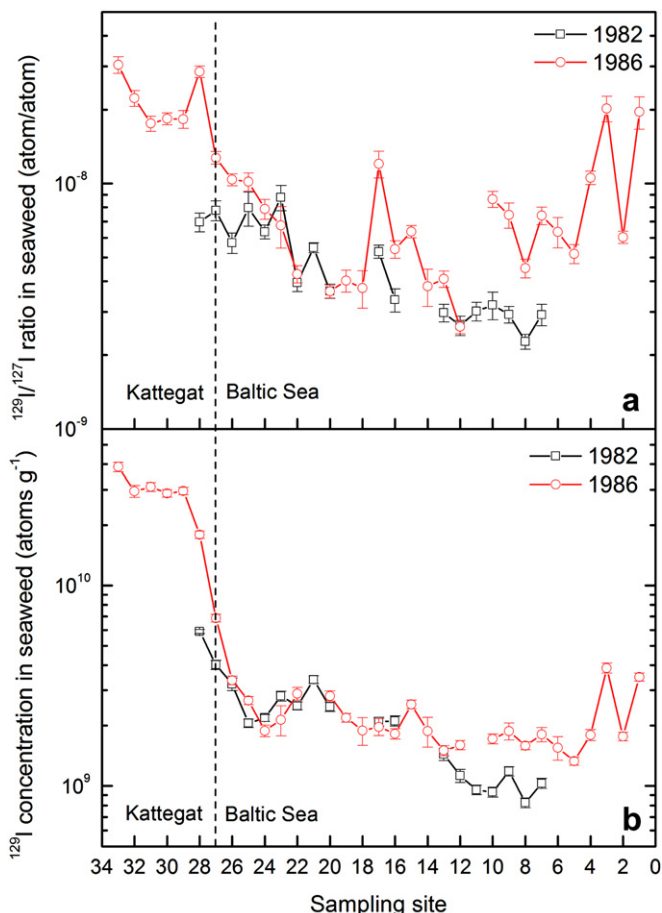 1982
1986
10⁻⁸
10⁻⁹
¹²⁹I/¹²⁷I ratio in seaweed (atom/atom)
Kattegat
Baltic Sea
a
1982
1986
10¹⁰
10⁹
¹²⁹I concentration in seaweed (atoms g⁻¹)
Kattegat
Baltic Sea
b
34 32 30 28 26 24 22 20 18 16 14 12 10 8 6 4 2 0
Sampling site